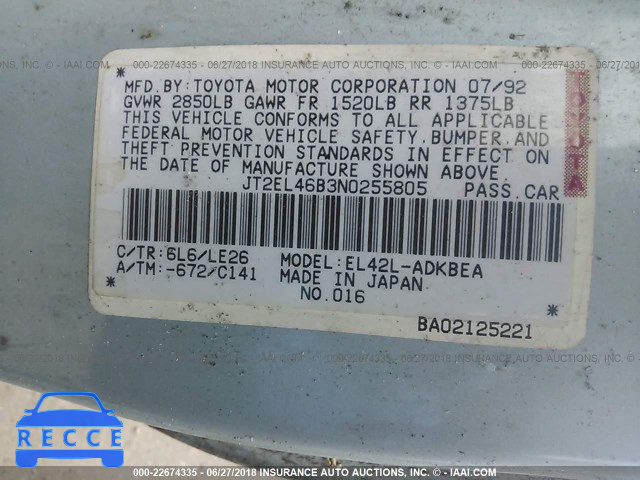 000-22674335 - 06/27/2018 INSURANCE AUTO AUCTIONS, INC. - © - IAAI.COM
MFD. BY: TOYOTA MOTOR CORPORATION 07/92
GVWR 2850LB GAWR FR 1520LB RR 1375LB
THIS VEHICLE CONFORMS TO ALL APPLICABLE
FEDERAL MOTOR VEHICLE SAFETY, BUMPER, AND
THEFT PREVENTION STANDARDS IN EFFECT ON
THE DATE OF MANUFACTURE SHOWN ABOVE.
* JT2EL46B3N0255805 PASS. CAR
TOYOTA
C/TR: 6L6/LE26 MODEL: EL42L-ADKBEA
A/TM: -672/C141 MADE IN JAPAN
* NO. 016 *
BA02125221
RECCE
000-22674335 - 06/27/2018 INSURANCE AUTO AUCTIONS, INC. - © - IAAI.COM